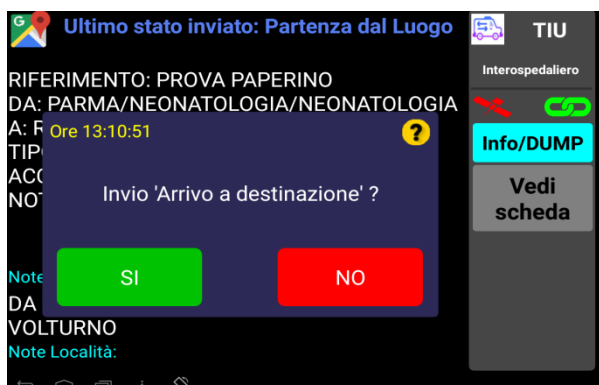 Ultimo stato inviato: Partenza dal Luogo
TIU
Interospedaliero
RIFERIMENTO: PROVA PAPERINO
DA: PARMA/NEONATOLOGIA/NEONATOLOGIA
A:
Ore 13:10:51
?
Invio 'Arrivo a destinazione' ?
SI
NO
Info/DUMP
Vedi
scheda
Note
DA
VOLTURNO
Note Località: